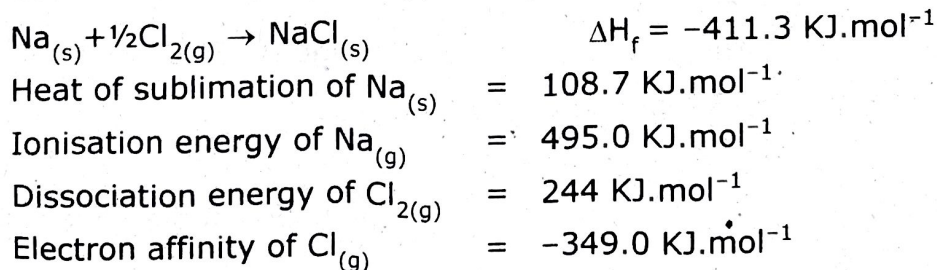 Na(s)+½Cl2(g) → NaCl(s) ΔHf = −411.3 KJ.mol⁻¹
Heat of sublimation of Na(s) = 108.7 KJ.mol⁻¹
Ionisation energy of Na(g) = 495.0 KJ.mol⁻¹
Dissociation energy of Cl2(g) = 244 KJ.mol⁻¹
Electron affinity of Cl(g) = −349.0 KJ.mol⁻¹